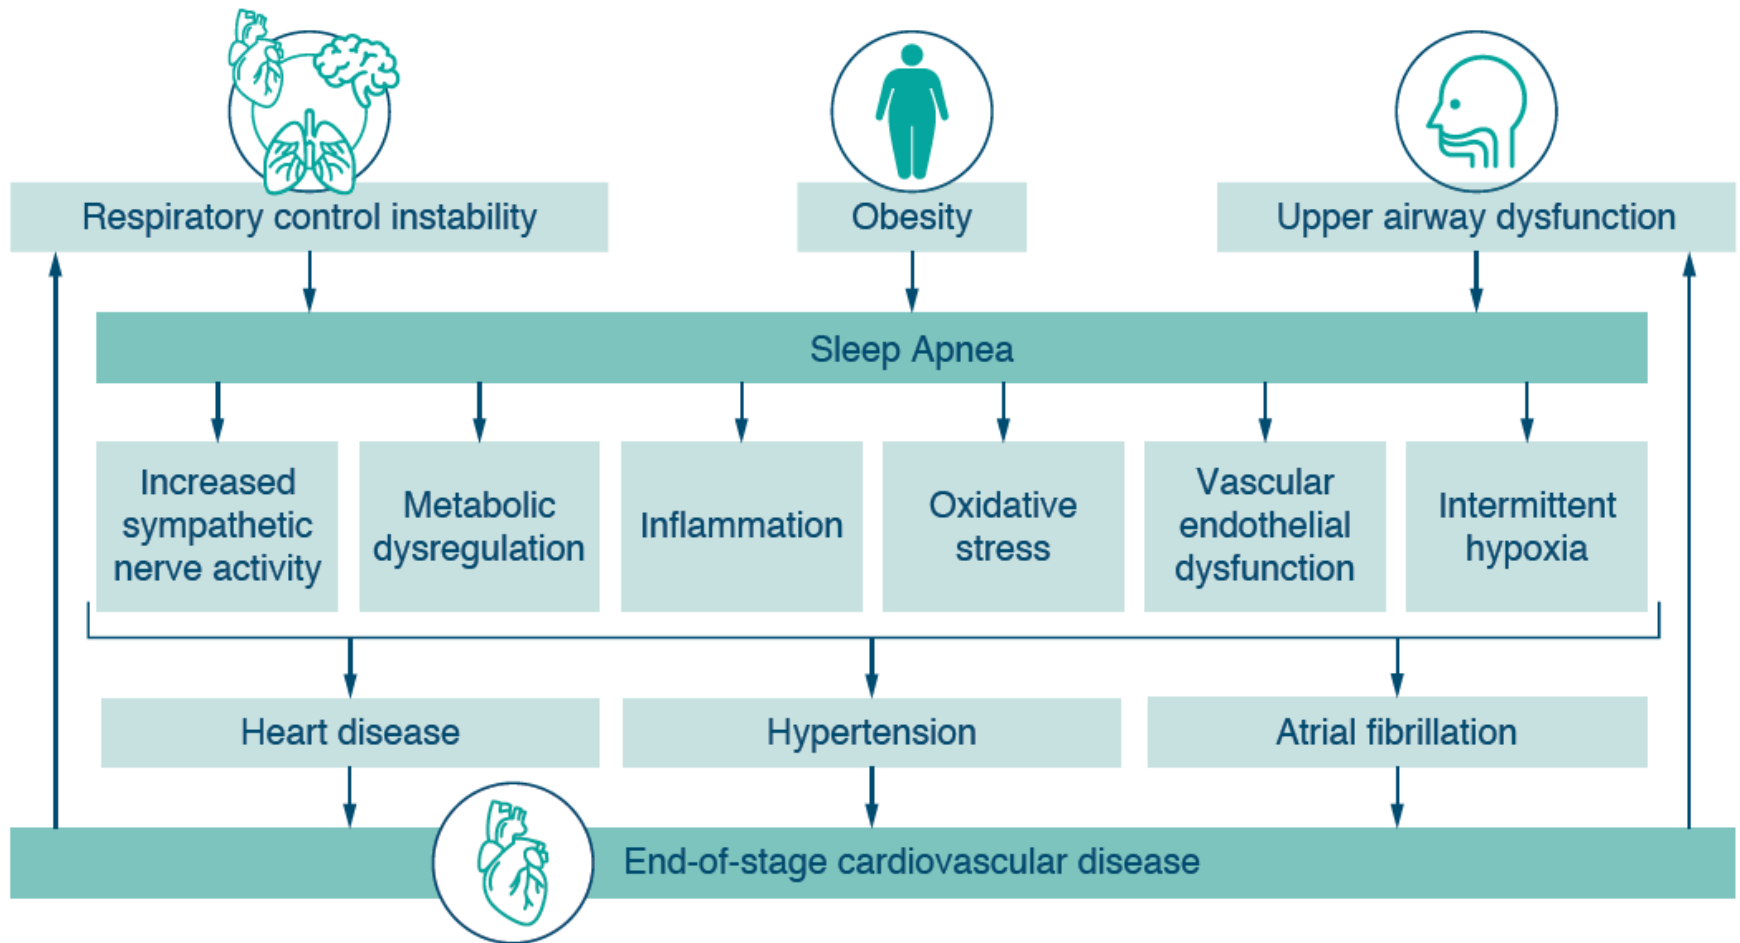 Respiratory control instability
Obesity
Upper airway dysfunction
Sleep Apnea
Increased
sympathetic
nerve activity
Metabolic
dysregulation
Inflammation
Oxidative
stress
Vascular
endothelial
dysfunction
Intermittent
hypoxia
Heart disease
Hypertension
Atrial fibrillation
End-of-stage cardiovascular disease